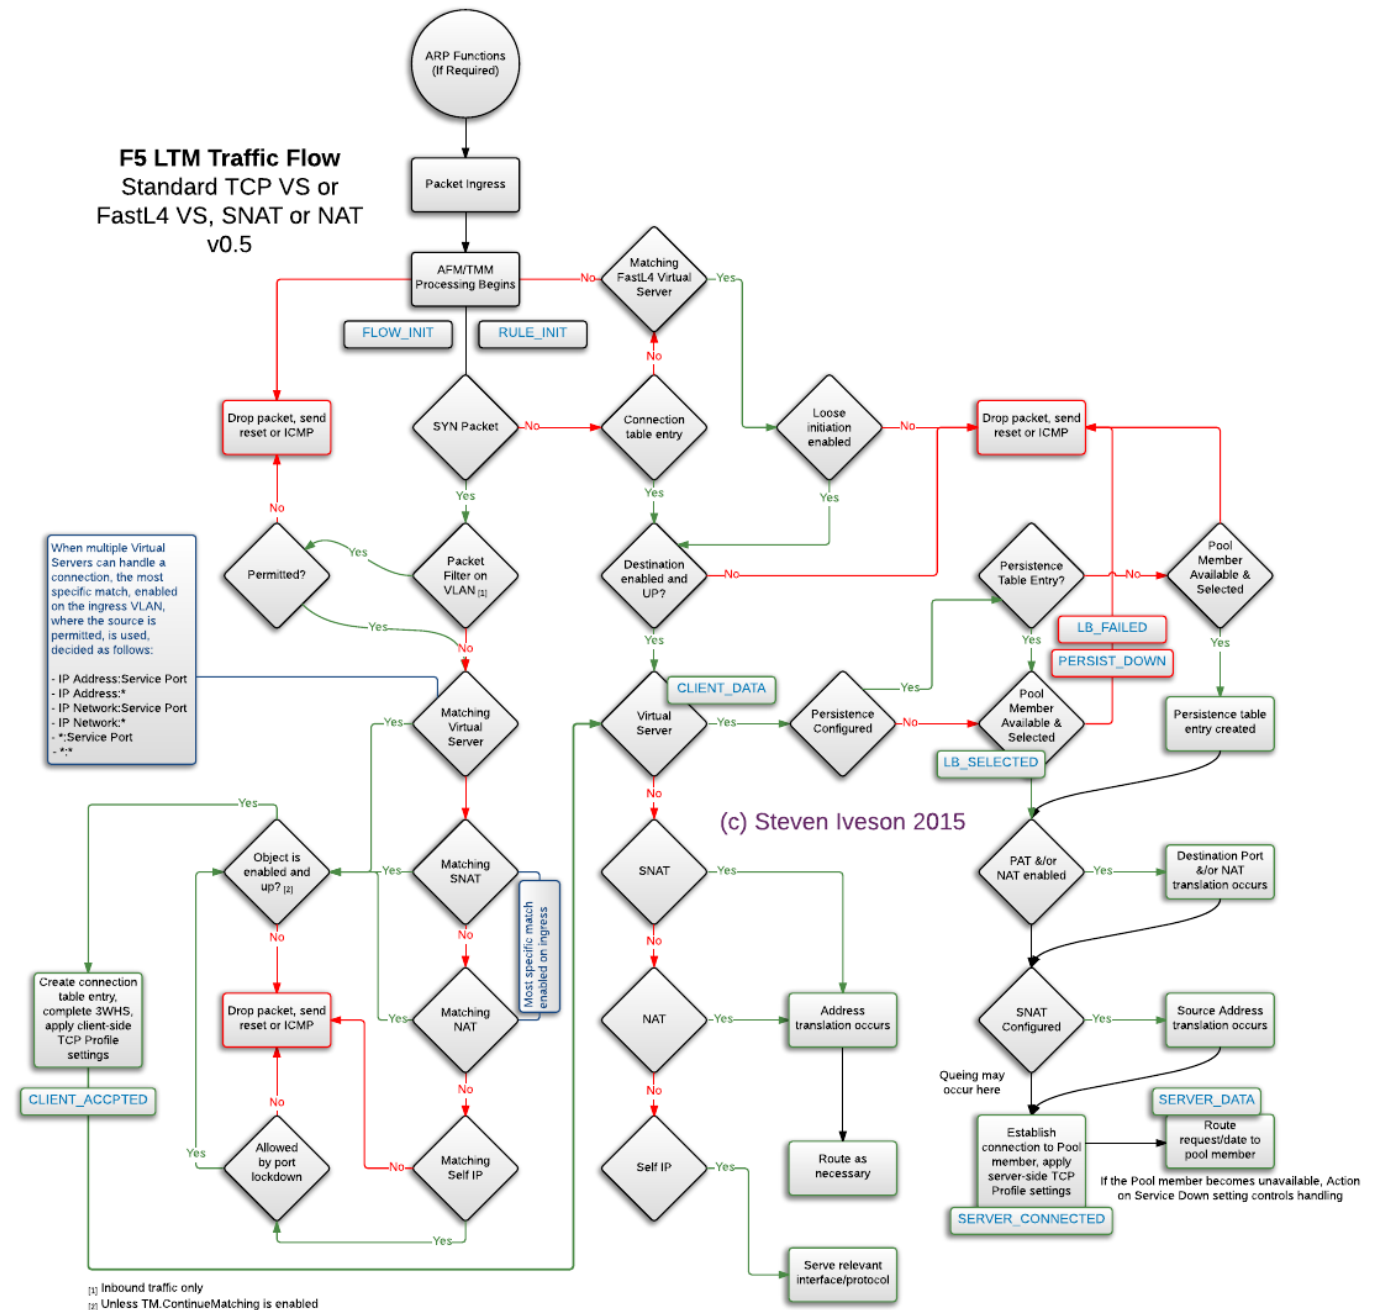 ARP Functions
(If Required)
F5 LTM Traffic Flow
Standard TCP VS or
FastL4 VS, SNAT or NAT
v0.5
Packet Ingress
AFM/TMM
Processing Begins
No
Matching
FastL4 Virtual
Server
Yes
FLOW_INIT
RULE_INIT
No
Drop packet, send
reset or ICMP
SYN Packet
No
Connection
table entry
Loose
initiation
enabled
No
Drop packet, send
reset or ICMP
Yes
Yes
Yes
No
When multiple Virtual
Servers can handle a
connection, the most
specific match, enabled
on the ingress VLAN,
where the source is
permitted, is used,
decided as follows:
- IP Address:Service Port
- IP Address:*
- IP Network:Service Port
- IP Network:*
- *:Service Port
- *:*
Permitted?
Yes
Packet
Filter on
VLAN [1]
Yes
No
Destination
enabled and
UP?
No
Yes
Persistence
Table Entry?
No
Pool
Member
Available &
Selected
LB_FAILED
Yes
Yes
PERSIST_DOWN
Matching
Virtual
Server
Yes
CLIENT_DATA
Virtual
Server
Yes
Persistence
Configured
Yes
No
Pool
Member
Available &
Selected
LB_SELECTED
Persistence table
entry created
No
(c) Steven Iveson 2015
Yes
Object is
enabled and
up? [2]
Yes
Matching
SNAT
Most specific match
enabled on ingress
SNAT
Yes
PAT &/or
NAT enabled
Yes
Destination Port
&/or NAT
translation occurs
No
No
No
Create connection
table entry,
complete 3WHS,
apply client-side
TCP Profile
settings
Drop packet, send
reset or ICMP
Yes
Matching
NAT
NAT
Yes
Address
translation occurs
SNAT
Configured
Yes
Source Address
translation occurs
CLIENT_ACCPTED
No
No
No
Queing may
occur here
SERVER_DATA
Yes
Allowed
by port
lockdown
No
Matching
Self IP
Self IP
Yes
Route as
necessary
Establish
connection to Pool
member, apply
server-side TCP
Profile settings
Route
request/date to
pool member
If the Pool member becomes unavailable, Action
on Service Down setting controls handling
SERVER_CONNECTED
Yes
Serve relevant
interface/protocol
[1] Inbound traffic only
[2] Unless TM.ContinueMatching is enabled